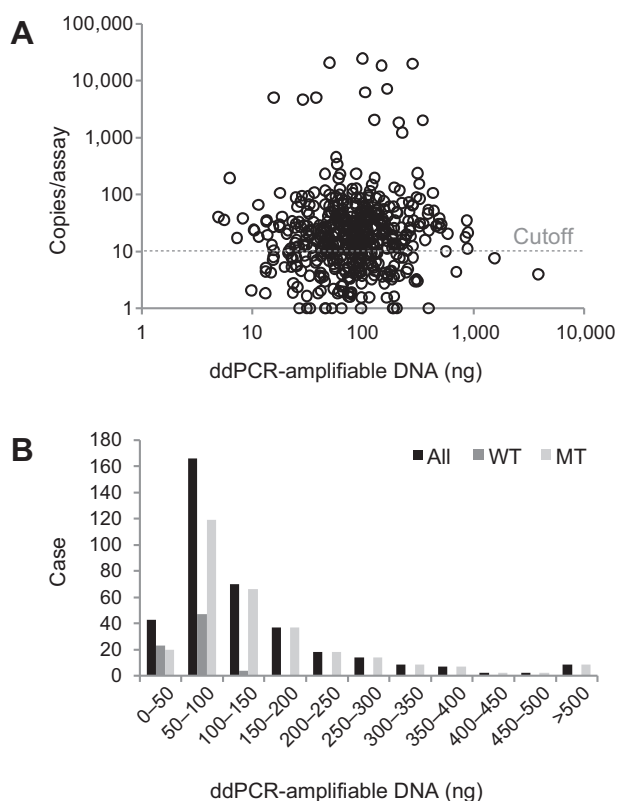 A
100,000
10,000
1,000
100
10
1
Copies/assay
Cutoff
1 10 100 1,000 10,000
ddPCR-amplifiable DNA (ng)
B
180
160
140
120
100
80
60
40
20
0
Case
All WT MT
0–50 50–100 100–150 150–200 200–250 250–300 300–350 350–400 400–450 450–500 >500
ddPCR-amplifiable DNA (ng)